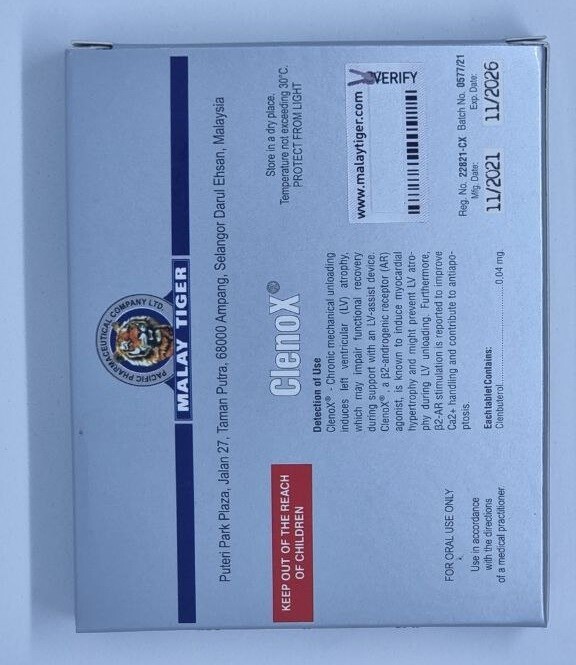 PACIFIC PHARMACEUTICAL COMPANY LTD.
MALAY TIGER
Puteri Park Plaza, Jalan 27, Taman Putra, 68000 Ampang, Selangor Darul Ehsan, Malaysia
KEEP OUT OF THE REACH
OF CHILDREN
ClenoX®
Store in a dry place.
Temperature not exceeding 30°C.
PROTECT FROM LIGHT
Detection of Use
ClenoX® - Chronic mechanical unloading
induces left ventricular (LV) atrophy,
which may impair functional recovery
during support with an LV-assist device.
ClenoX®, a β2-androgenic receptor (AR)
agonist, is known to induce myocardial
hypertrophy and might prevent LV atro-
phy during LV unloading. Furthermore,
β2-AR stimulation is reported to improve
Ca2+ handling and contribute to antiapo-
ptosis.
Each tablet Contains:
Clenbuterol..........................0.04 mg
FOR ORAL USE ONLY
Use in accordance
with the directions
of a medical practitioner
www.malaytiger.com
VERIFY
Reg. No. 22821-CX Batch No. 0577/21
Mfg. Date: Exp. Date:
11/2021 11/2026